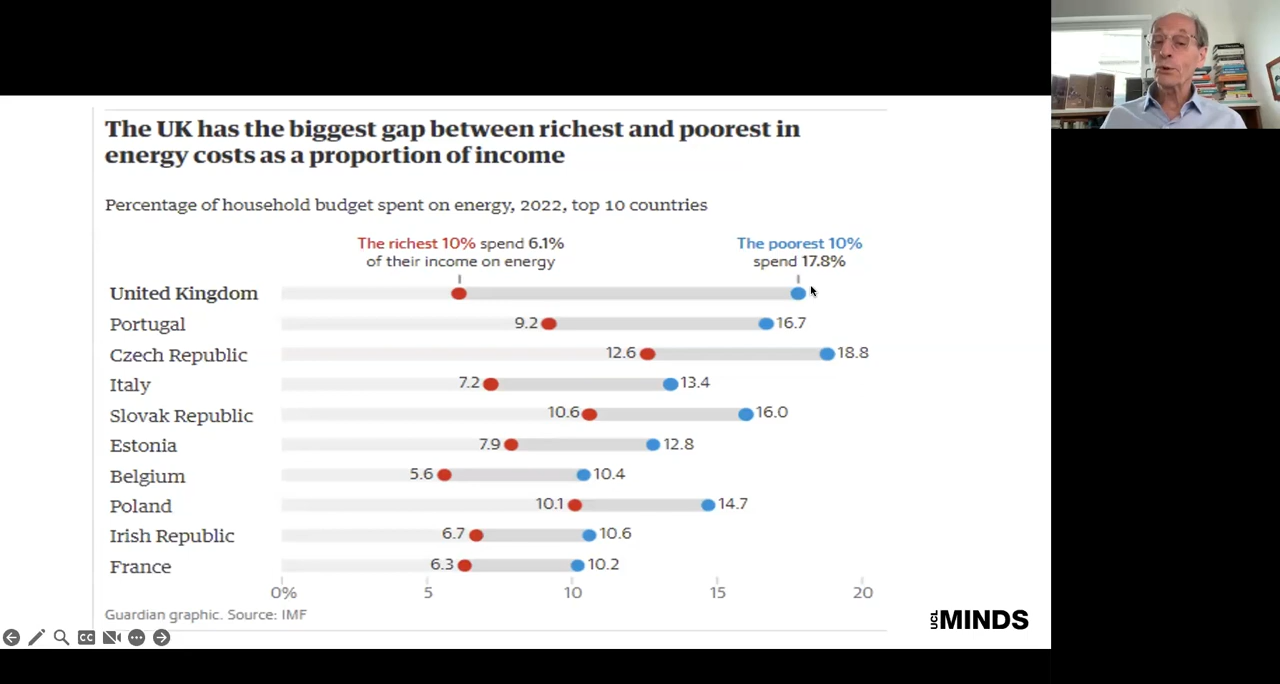 The UK has the biggest gap between richest and poorest in
energy costs as a proportion of income
Percentage of household budget spent on energy, 2022, top 10 countries
The richest 10% spend 6.1%
of their income on energy
The poorest 10%
spend 17.8%
United Kingdom
Portugal 9.2 16.7
Czech Republic 12.6 18.8
Italy 7.2 13.4
Slovak Republic 10.6 16.0
Estonia 7.9 12.8
Belgium 5.6 10.4
Poland 10.1 14.7
Irish Republic 6.7 10.6
France 6.3 10.2
0% 5 10 15 20
Guardian graphic. Source: IMF
UCL MINDS
CC